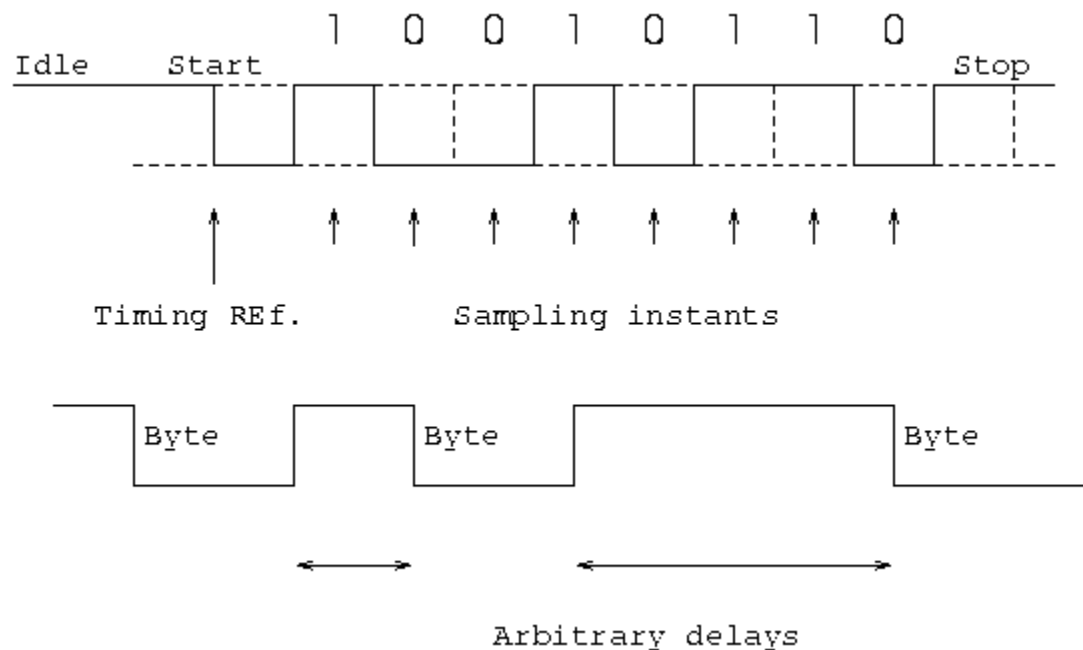 1 0 0 1 0 1 1 0
Idle Start Stop
Timing REf. Sampling instants
Byte Byte Byte
Arbitrary delays